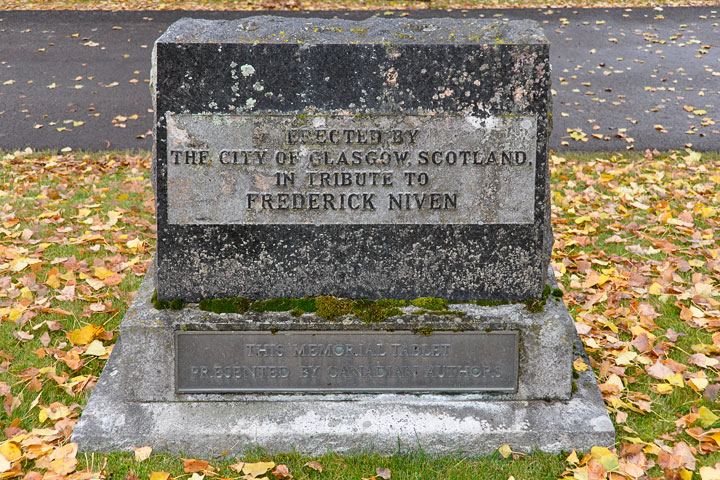 ERECTED BY
THE CITY OF GLASGOW, SCOTLAND,
IN TRIBUTE TO
FREDERICK NIVEN
THIS MEMORIAL TABLET
PRESENTED BY CANADIAN AUTHORS